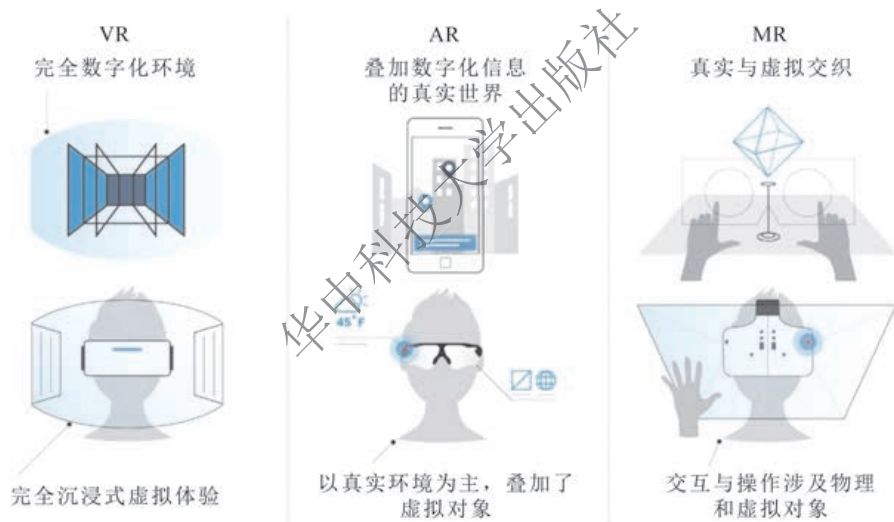 VR
完全数字化环境
完全沉浸式虚拟体验
AR
叠加数字化信息
的真实世界
45°F
以真实环境为主，叠加了
虚拟对象
MR
真实与虚拟交织
交互与操作涉及物理
和虚拟对象
华中科技大学出版社